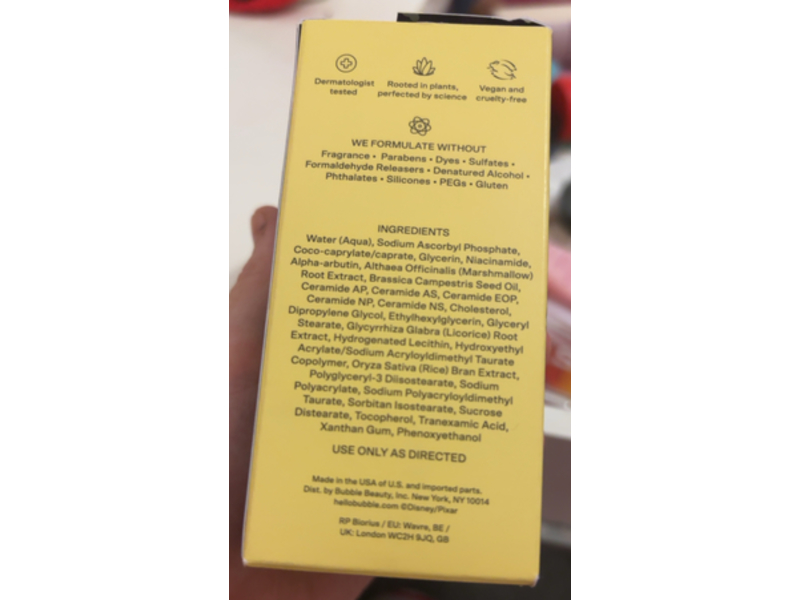 Dermatologist tested
Rooted in plants, perfected by science
Vegan and cruelty-free
WE FORMULATE WITHOUT
Fragrance • Parabens • Dyes • Sulfates •
Formaldehyde Releasers • Denatured Alcohol •
Phthalates • Silicones • PEGs • Gluten
INGREDIENTS
Water (Aqua), Sodium Ascorbyl Phosphate,
Coco-caprylate/caprate, Glycerin, Niacinamide,
Alpha-arbutin, Althaea Officinalis (Marshmallow)
Root Extract, Brassica Campestris Seed Oil,
Ceramide AP, Ceramide AS, Ceramide EOP,
Ceramide NP, Ceramide NS, Cholesterol,
Dipropylene Glycol, Ethylhexylglycerin, Glyceryl
Stearate, Glycyrrhiza Glabra (Licorice) Root
Extract, Hydrogenated Lecithin, Hydroxyethyl
Acrylate/Sodium Acryloyldimethyl Taurate
Copolymer, Oryza Sativa (Rice) Bran Extract,
Polyglyceryl-3 Diisostearate, Sodium
Polyacrylate, Sodium Polyacryloyldimethyl
Taurate, Sorbitan Isostearate, Sucrose
Distearate, Tocopherol, Tranexamic Acid,
Xanthan Gum, Phenoxyethanol
USE ONLY AS DIRECTED
Made in the USA of U.S. and imported parts.
Dist. by Bubble Beauty, Inc. New York, NY 10014
hellobubble.com ©Disney/Pixar
RP Biorius / EU: Wavre, BE /
UK: London WC2H 9JQ, GB